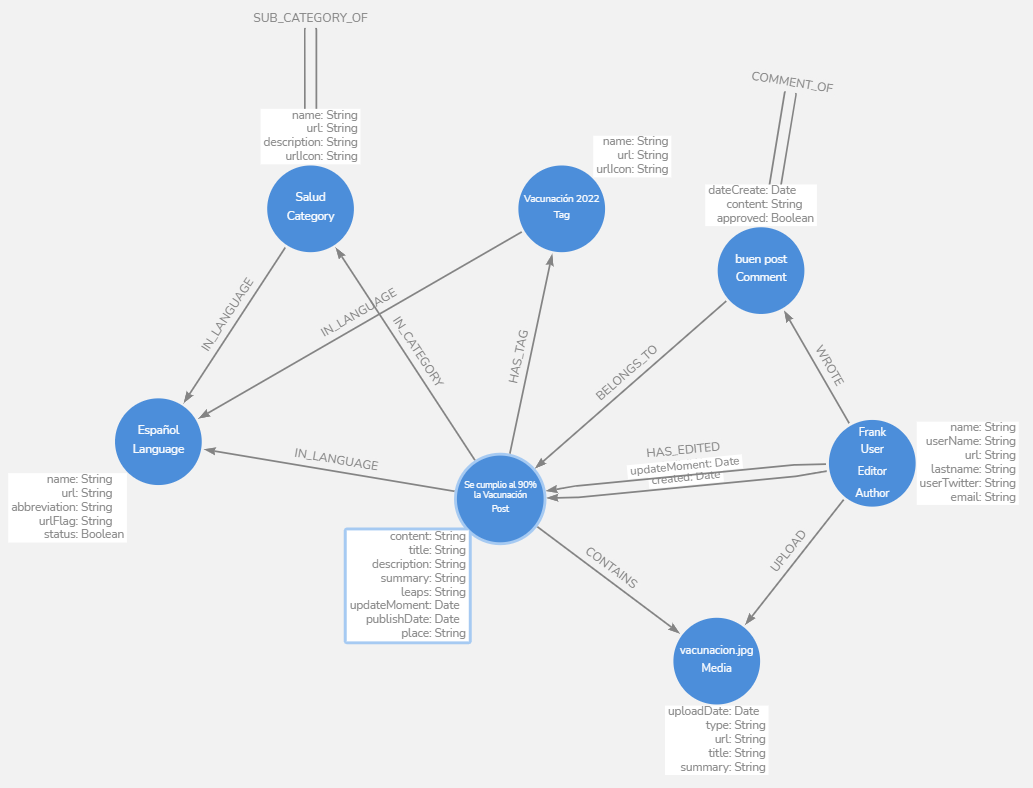 SUB_CATEGORY_OF
COMMENT_OF
name: String
url: String
description: String
urlIcon: String
Salud
Category
name: String
url: String
urlIcon: String
Vacunación 2022
Tag
dateCreate: Date
content: String
approved: Boolean
buen post
Comment
IN_LANGUAGE
IN_LANGUAGE
IN_CATEGORY
HAS_TAG
BELONGS_TO
WROTE
Español
Language
name: String
url: String
abbreviation: String
urlFlag: String
status: Boolean
IN_LANGUAGE
HAS_EDITED
updateMoment: Date
created: Date
Frank
User
Editor
Author
name: String
userName: String
url: String
lastname: String
userTwitter: String
email: String
Se cumplio al 90%
la Vacunación
Post
content: String
title: String
description: String
summary: String
leaps: String
updateMoment: Date
publishDate: Date
place: String
CONTAINS
UPLOAD
vacunacion.jpg
Media
uploadDate: Date
type: String
url: String
title: String
summary: String